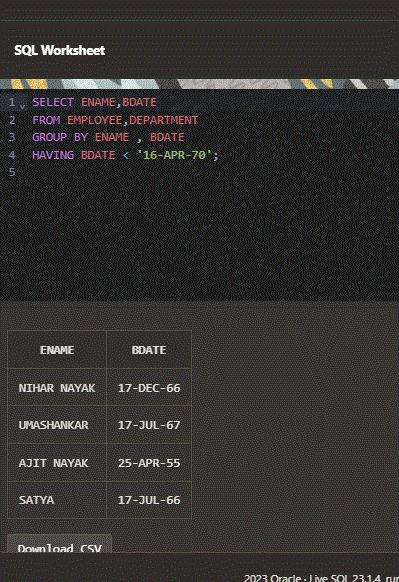 SQL Worksheet
1 SELECT ENAME,BDATE
2 FROM EMPLOYEE,DEPARTMENT
3 GROUP BY ENAME , BDATE
4 HAVING BDATE < '16-APR-70';
5
ENAME BDATE
NIHAR NAYAK 17-DEC-66
UMASHANKAR 17-JUL-67
AJIT NAYAK 25-APR-55
SATYA 17-JUL-66
Download CSV
2023 Oracle · Live SQL 23.1.4, run